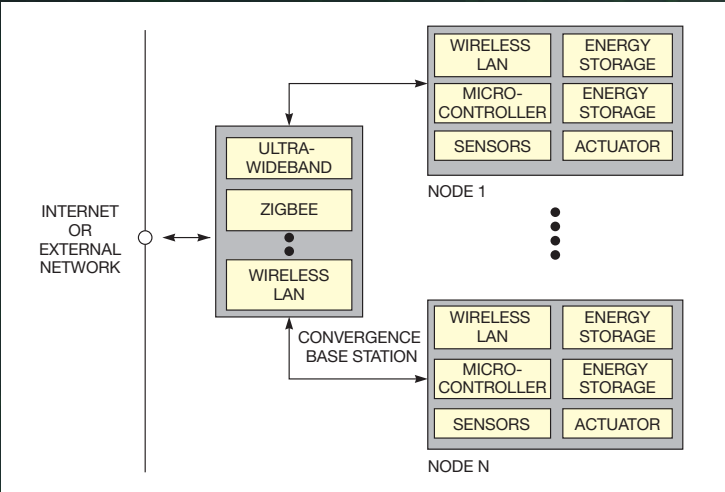 INTERNET
OR
EXTERNAL
NETWORK
ULTRA-
WIDEBAND
ZIGBEE
WIRELESS
LAN
CONVERGENCE
BASE STATION
WIRELESS
LAN
ENERGY
STORAGE
MICRO-
CONTROLLER
ENERGY
STORAGE
SENSORS
ACTUATOR
NODE 1
WIRELESS
LAN
ENERGY
STORAGE
MICRO-
CONTROLLER
ENERGY
STORAGE
SENSORS
ACTUATOR
NODE N